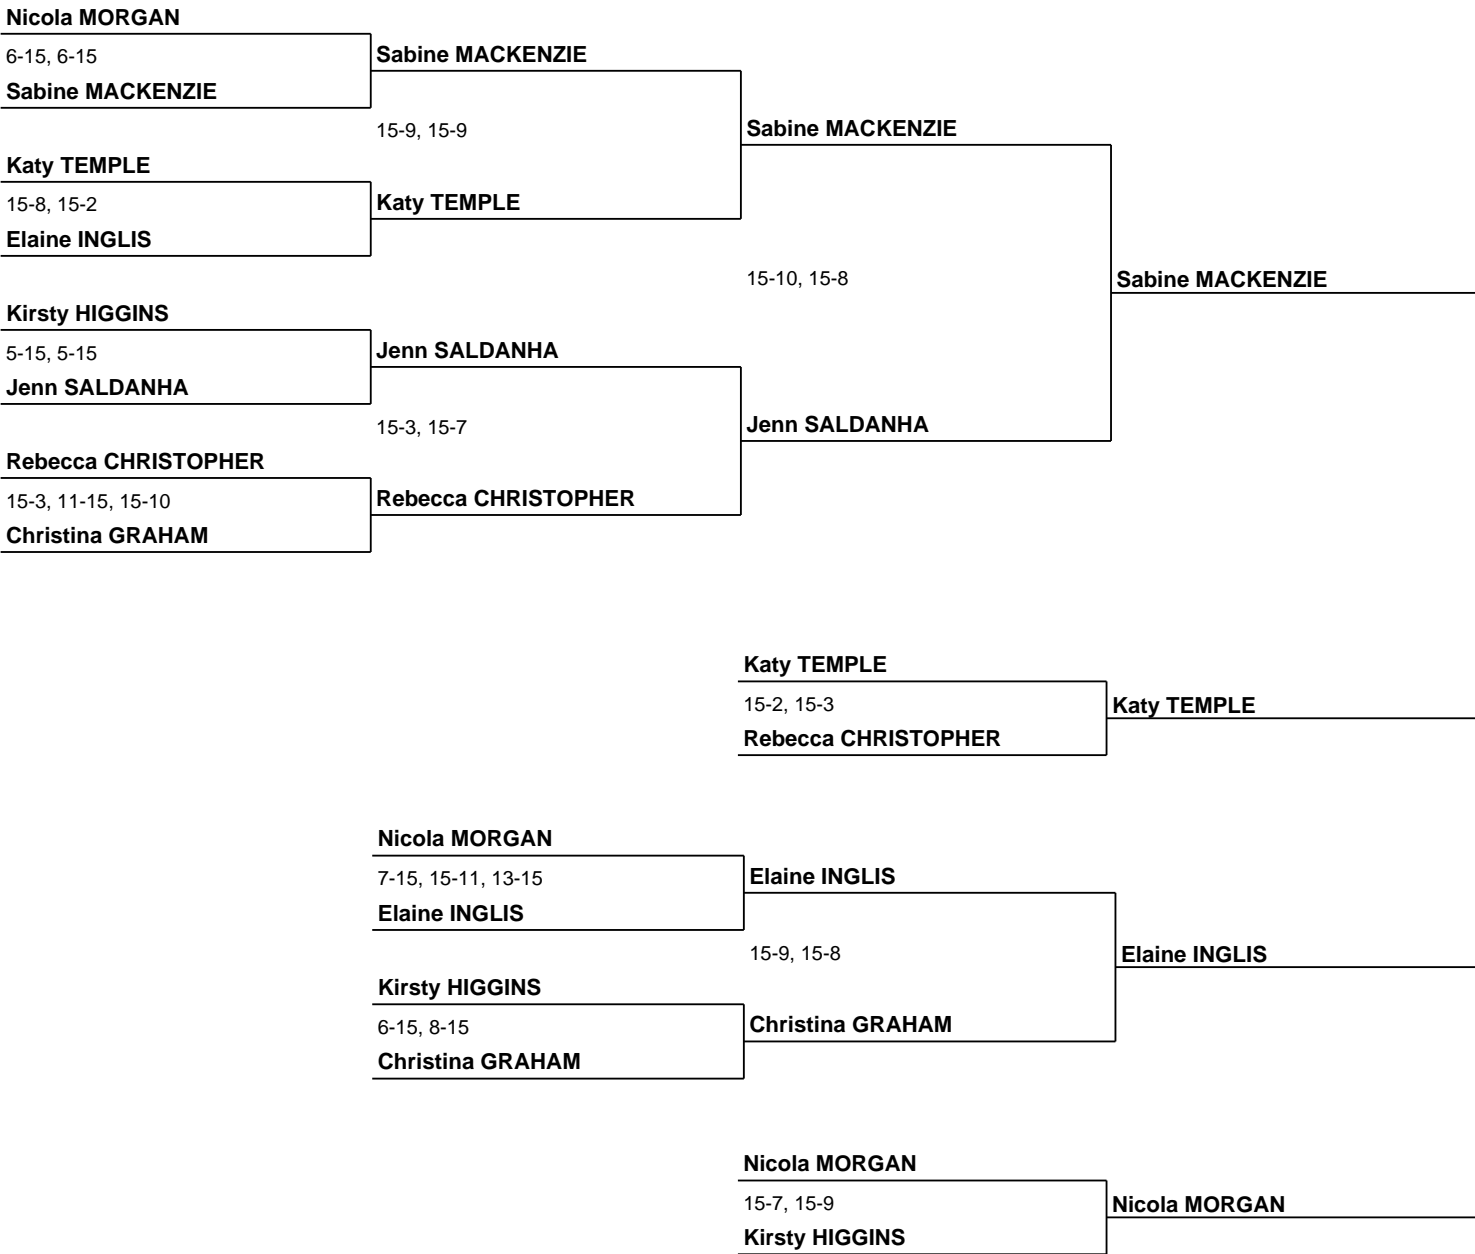 Nicola MORGAN
6-15, 6-15
Sabine MACKENZIE
Sabine MACKENZIE
15-9, 15-9
Sabine MACKENZIE
Katy TEMPLE
15-8, 15-2
Katy TEMPLE
Elaine INGLIS
15-10, 15-8
Sabine MACKENZIE
Kirsty HIGGINS
5-15, 5-15
Jenn SALDANHA
Jenn SALDANHA
15-3, 15-7
Jenn SALDANHA
Rebecca CHRISTOPHER
15-3, 11-15, 15-10
Rebecca CHRISTOPHER
Christina GRAHAM
Katy TEMPLE
15-2, 15-3
Katy TEMPLE
Rebecca CHRISTOPHER
Nicola MORGAN
7-15, 15-11, 13-15
Elaine INGLIS
Elaine INGLIS
15-9, 15-8
Elaine INGLIS
Kirsty HIGGINS
6-15, 8-15
Christina GRAHAM
Christina GRAHAM
Nicola MORGAN
15-7, 15-9
Nicola MORGAN
Kirsty HIGGINS